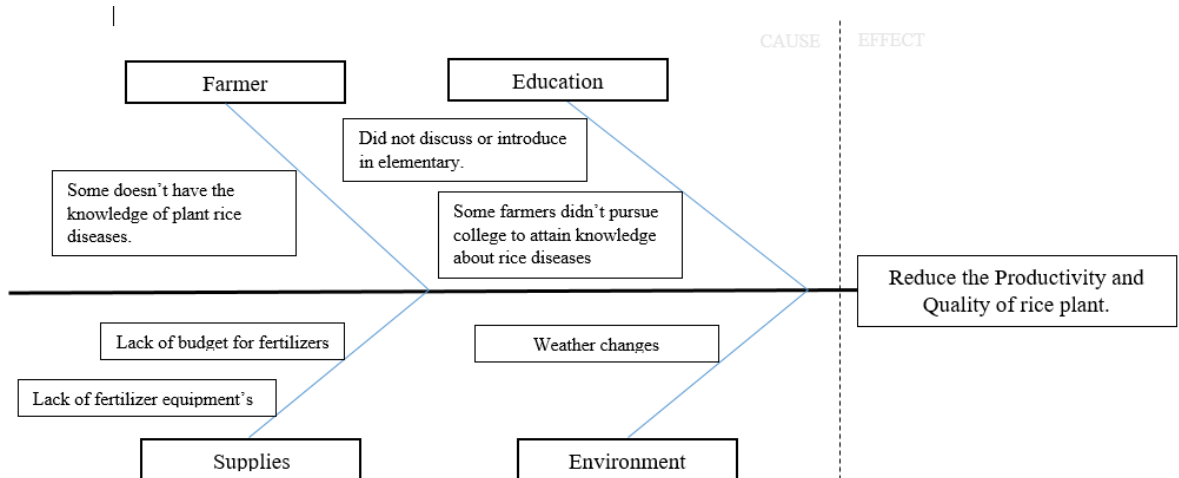 CAUSE
EFFECT
Farmer
Education
Did not discuss or introduce
in elementary.
Some doesn’t have the
knowledge of plant rice
diseases.
Some farmers didn’t pursue
college to attain knowledge
about rice diseases
Reduce the Productivity and
Quality of rice plant.
Lack of budget for fertilizers
Weather changes
Lack of fertilizer equipment’s
Supplies
Environment